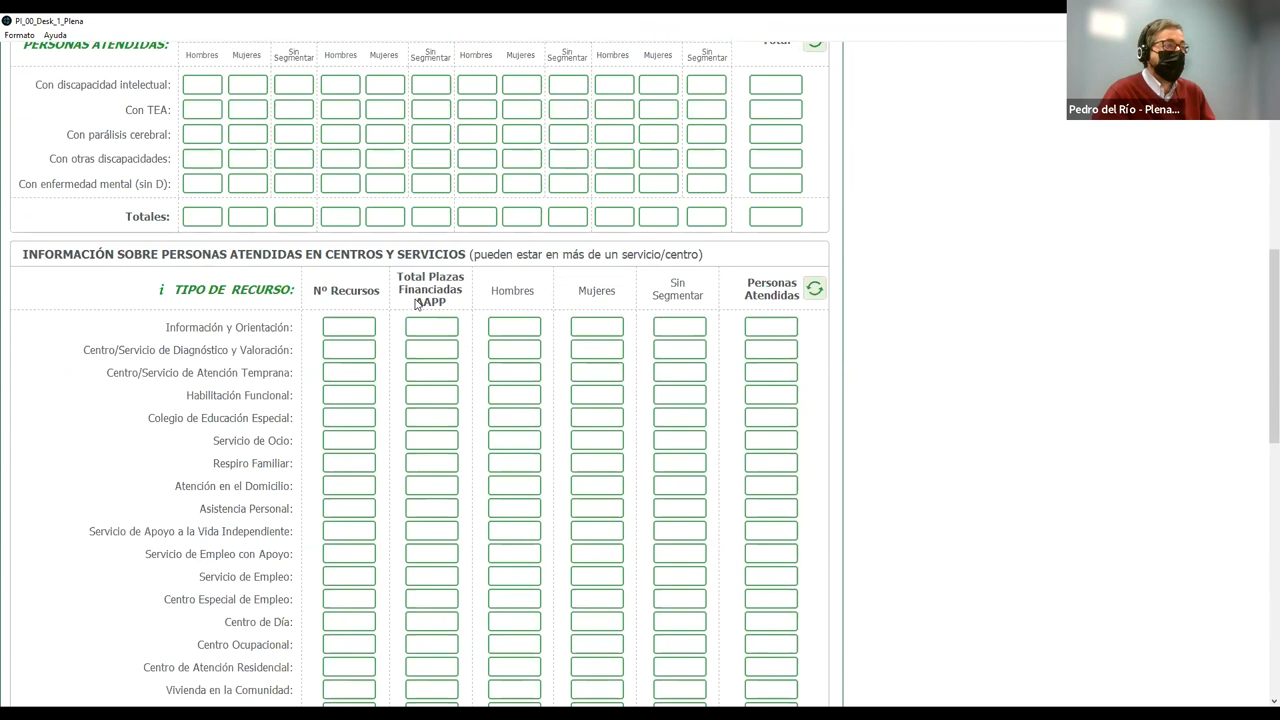 PI_00_Desk_1_Plena
Formato Ayuda
PERSONAS ATENDIDAS:
Hombres Mujeres Sin Segmentar Hombres Mujeres Sin Segmentar Hombres Mujeres Sin Segmentar Hombres Mujeres Sin Segmentar Total
Con discapacidad intelectual:
Con TEA:
Con parálisis cerebral:
Con otras discapacidades:
Con enfermedad mental (sin D):
Totales:
INFORMACIÓN SOBRE PERSONAS ATENDIDAS EN CENTROS Y SERVICIOS (pueden estar en más de un servicio/centro)
i TIPO DE RECURSO: Nº Recursos Total Plazas Financiadas AAPP Hombres Mujeres Sin Segmentar Personas Atendidas
Información y Orientación:
Centro/Servicio de Diagnóstico y Valoración:
Centro/Servicio de Atención Temprana:
Habilitación Funcional:
Colegio de Educación Especial:
Servicio de Ocio:
Respiro Familiar:
Atención en el Domicilio:
Asistencia Personal:
Servicio de Apoyo a la Vida Independiente:
Servicio de Empleo con Apoyo:
Servicio de Empleo:
Centro Especial de Empleo:
Centro de Día:
Centro Ocupacional:
Centro de Atención Residencial:
Vivienda en la Comunidad:
Pedro del Río - Plena...